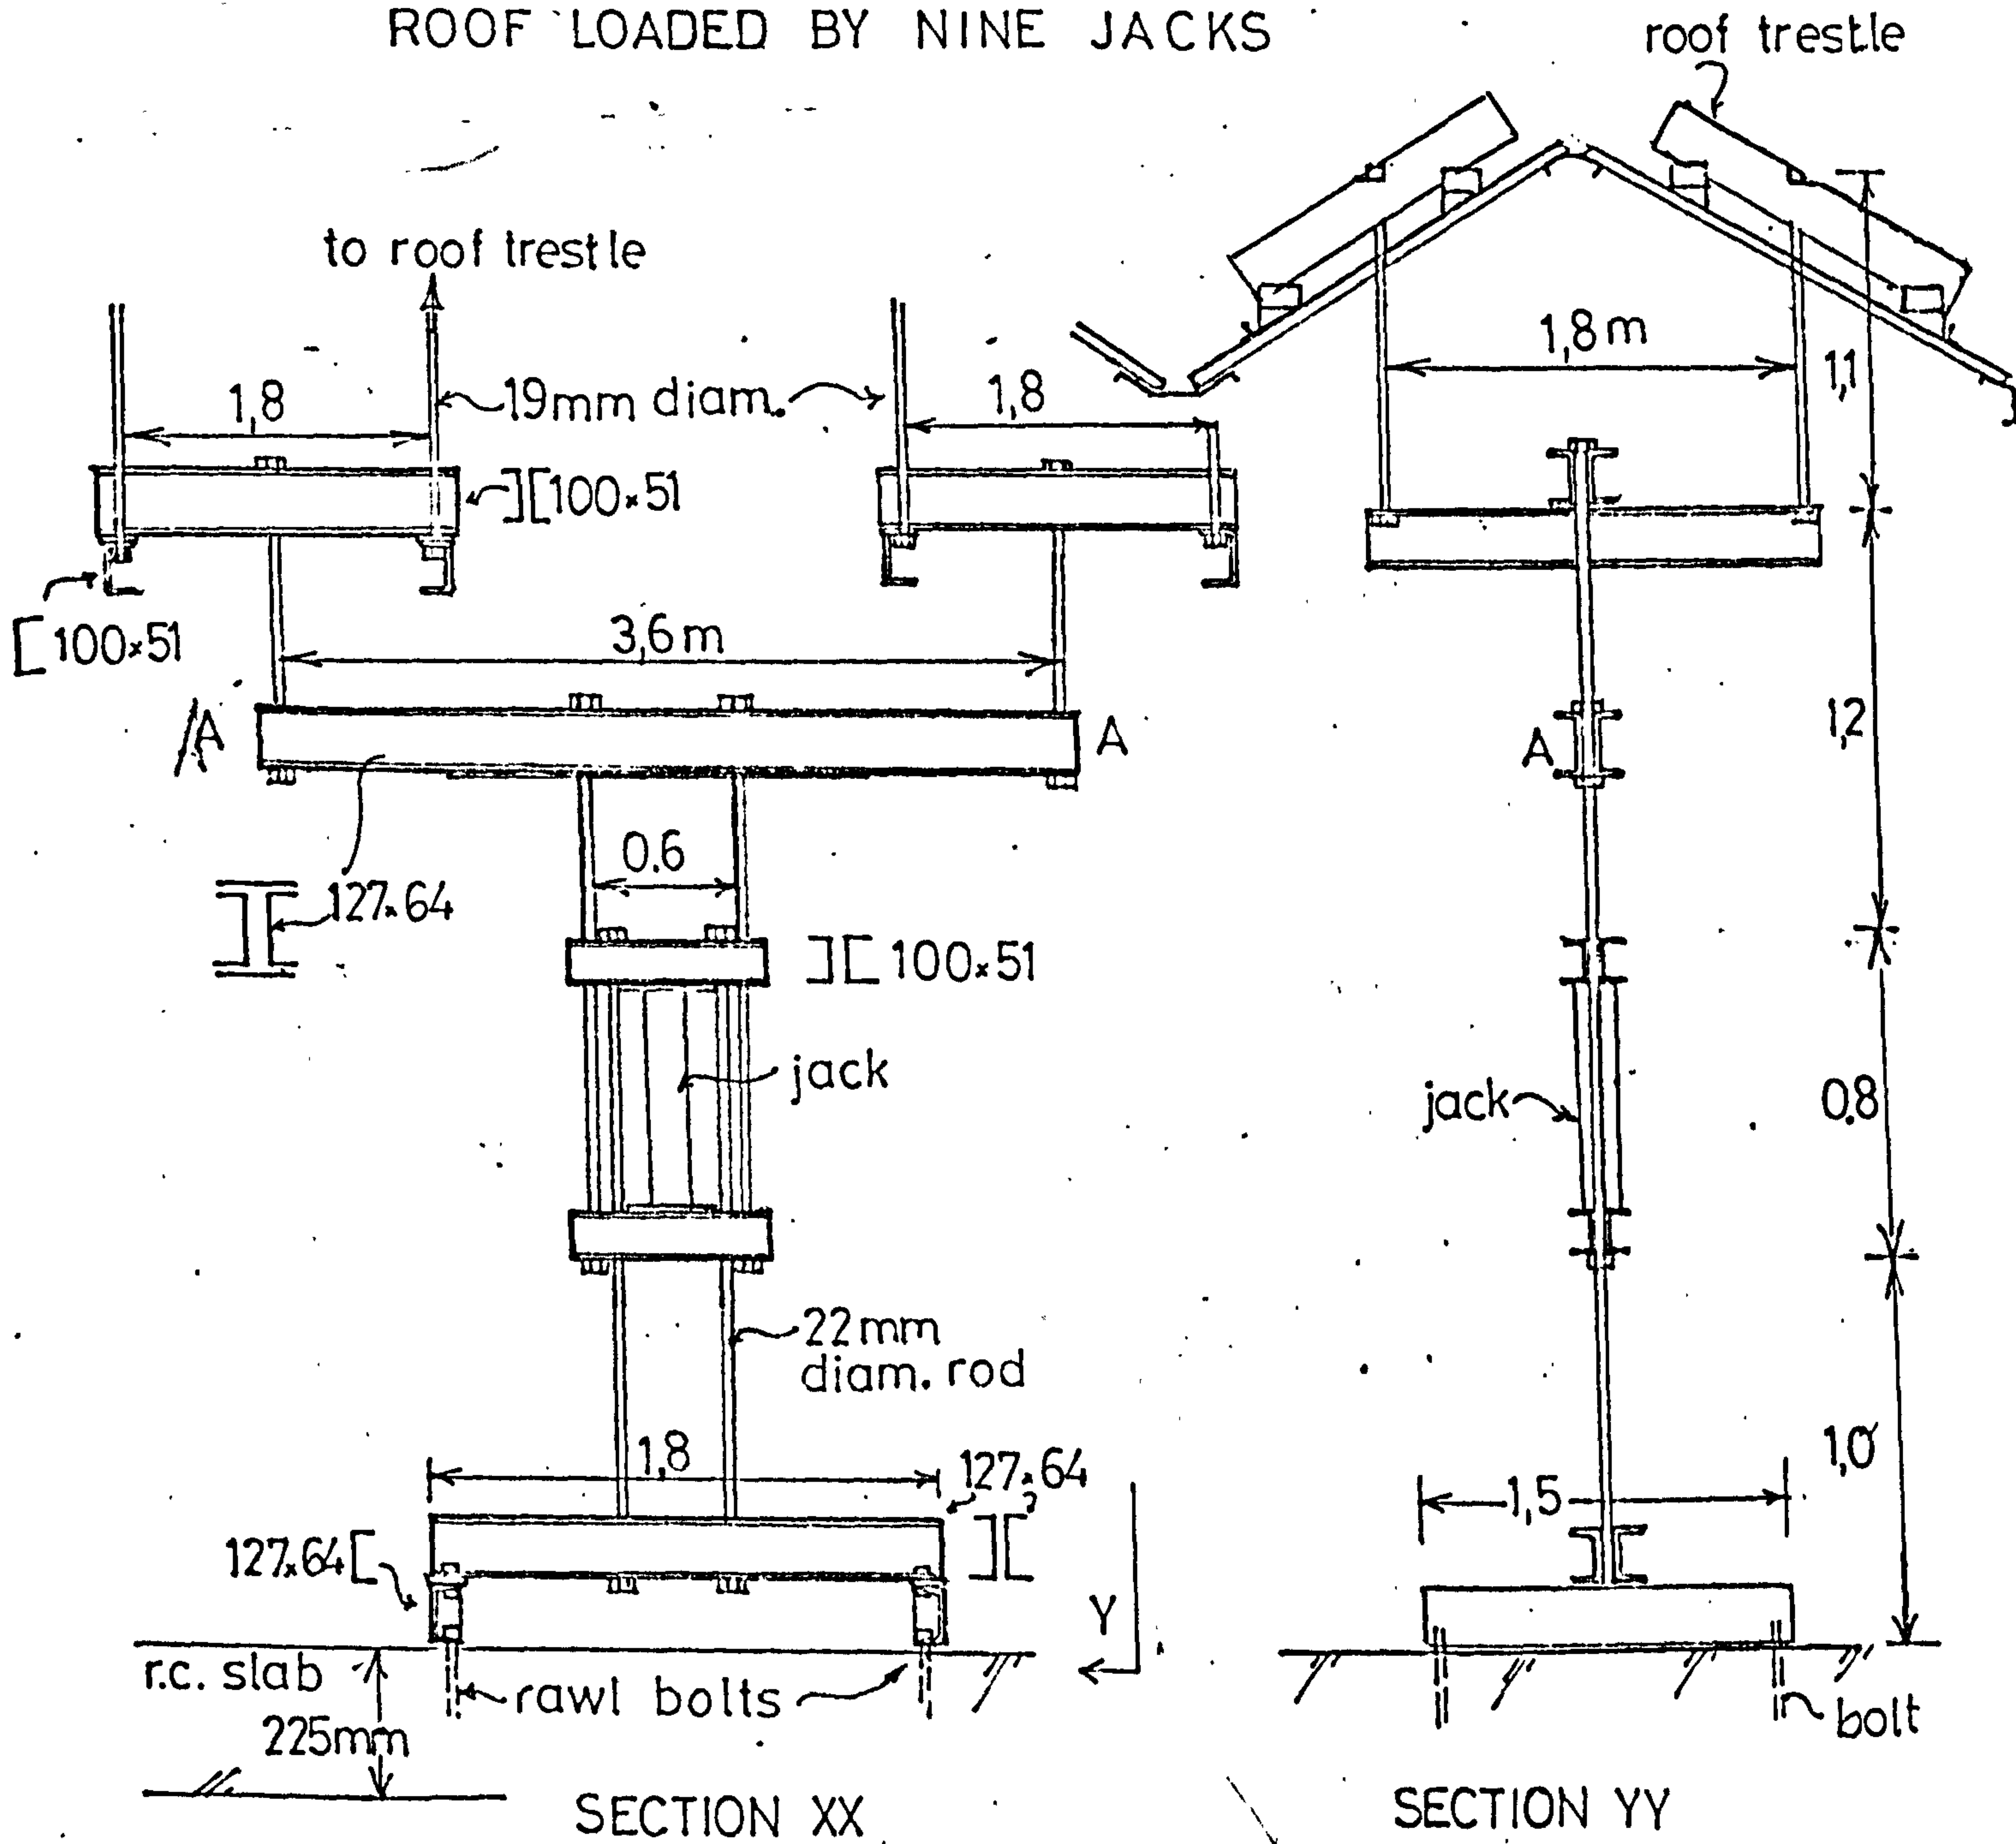 ROOF LOADED BY NINE JACKS
roof trestle
to roof trestle
1,8
19mm diam.
1,8
1,8m
1,1
][ 100×51
[ 100×51
3,6m
A
A
A
1,2
0.6
127×64
][ 100×51
jack
jack
0.8
22mm
diam. rod
1,8
127×64
][
1,5
1,0
127×64 [
Y
r.c. slab
rawl bolts
bolt
225mm
SECTION XX
SECTION YY